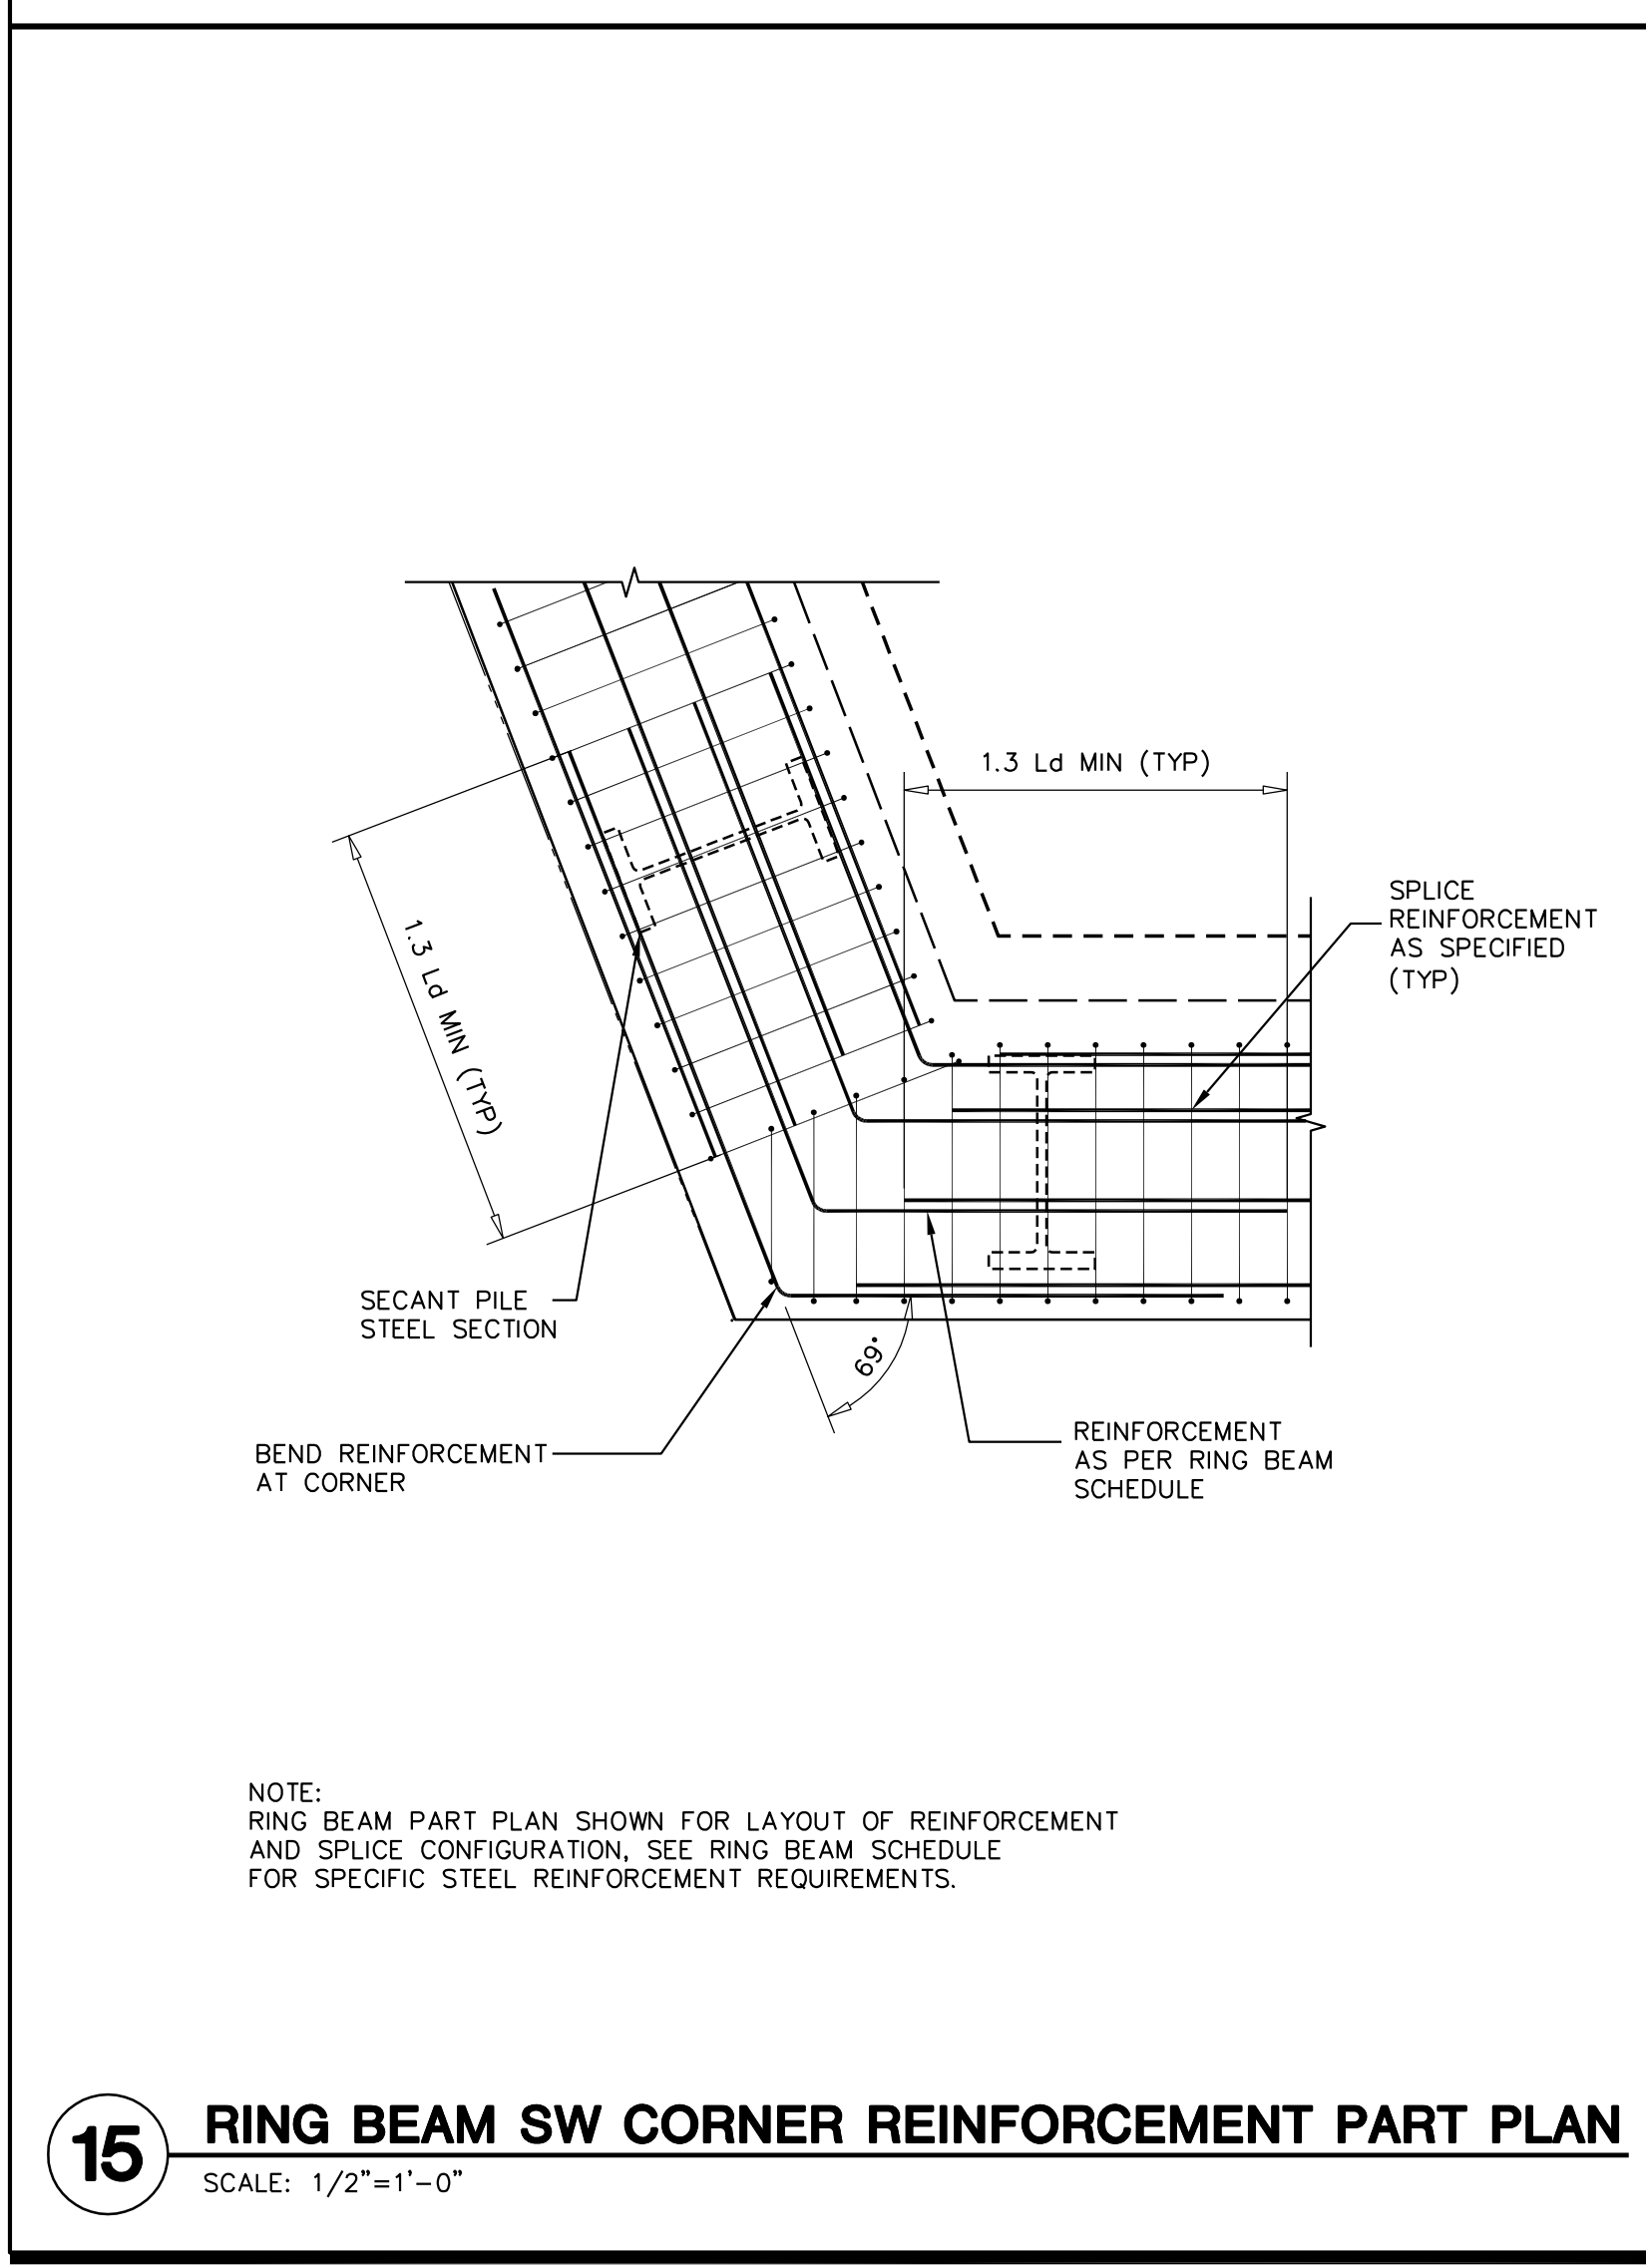 1.3 Ld MIN (TYP)
SPLICE
REINFORCEMENT
AS SPECIFIED
(TYP)
1.3 Ld MIN (TYP)
SECANT PILE
STEEL SECTION
69°
BEND REINFORCEMENT
AT CORNER
REINFORCEMENT
AS PER RING BEAM
SCHEDULE
NOTE:
RING BEAM PART PLAN SHOWN FOR LAYOUT OF REINFORCEMENT
AND SPLICE CONFIGURATION, SEE RING BEAM SCHEDULE
FOR SPECIFIC STEEL REINFORCEMENT REQUIREMENTS.
15
RING BEAM SW CORNER REINFORCEMENT PART PLAN
SCALE: 1/2"=1'-0"